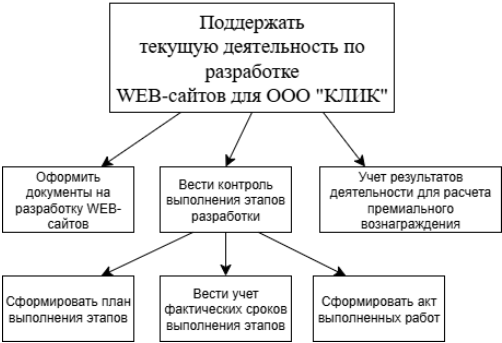 Поддержать
текущую деятельность по
разработке
WEB-сайтов для ООО "КЛИК"
Оформить
документы на
разработку WEB-
сайтов
Вести контроль
выполнения этапов
разработки
Учет результатов
деятельности для расчета
премиального
вознаграждения
Сформировать план
выполнения этапов
Вести учет
фактических сроков
выполнения этапов
Сформировать акт
выполненных работ